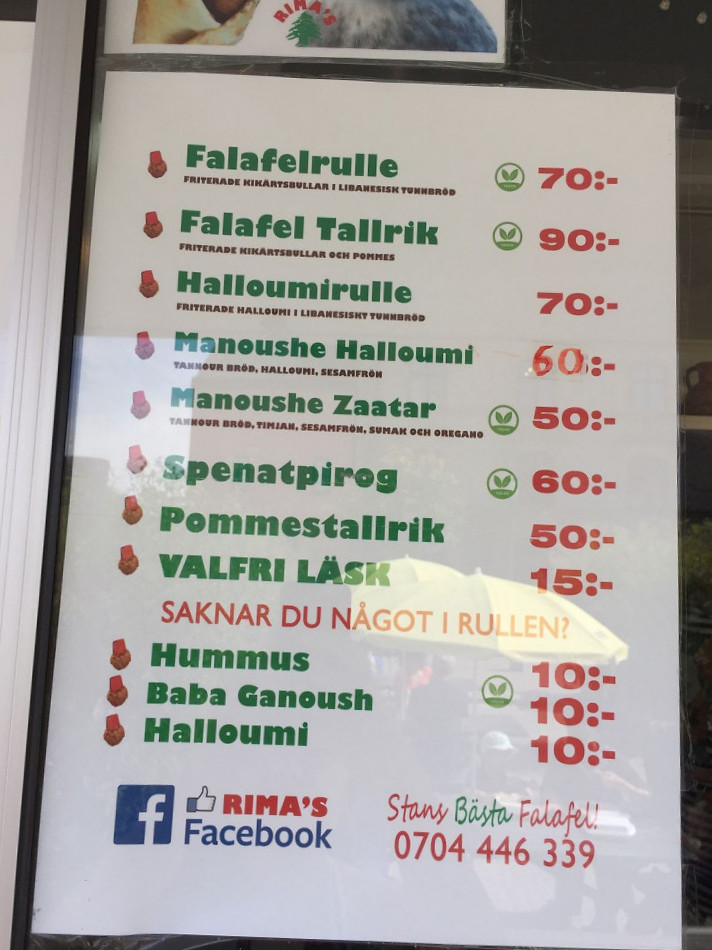 RIMA'S
Falafelrulle 70:-
FRITERADE KIKÄRTSBULLAR I LIBANESISK TUNNBRÖD
Falafel Tallrik 90:-
FRITERADE KIKÄRTSBULLAR OCH POMMES
Halloumirulle 70:-
FRITERADE HALLOUMI I LIBANESISKT TUNNBRÖD
Manoushe Halloumi 60:-
TANNOUR BRÖD, HALLOUMI, SESAMFRÖN
Manoushe Zaatar 50:-
TANNOUR BRÖD, TIMJAN, SESAMFRÖN, SUMAK OCH OREGANO
Spenatpirog 60:-
Pommestallrik 50:-
VALFRI LÄSK 15:-
SAKNAR DU NÅGOT I RULLEN?
Hummus 10:-
Baba Ganoush 10:-
Halloumi 10:-
f RIMA'S
Facebook
Stans Bästa Falafel!
0704 446 339